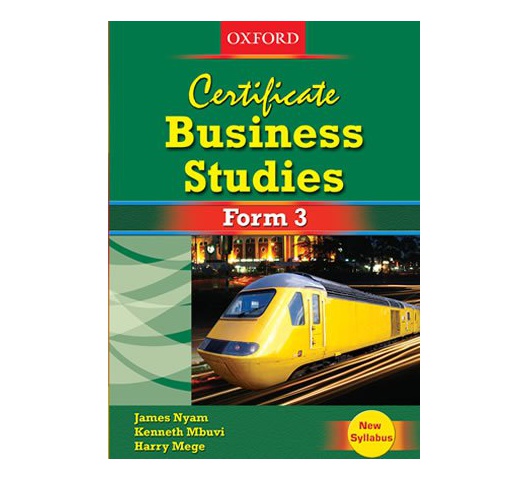 OXFORD
Certificate
Business
Studies
Form 3
James Nyam
Kenneth Mbuvi
Harry Mege
New
Syllabus